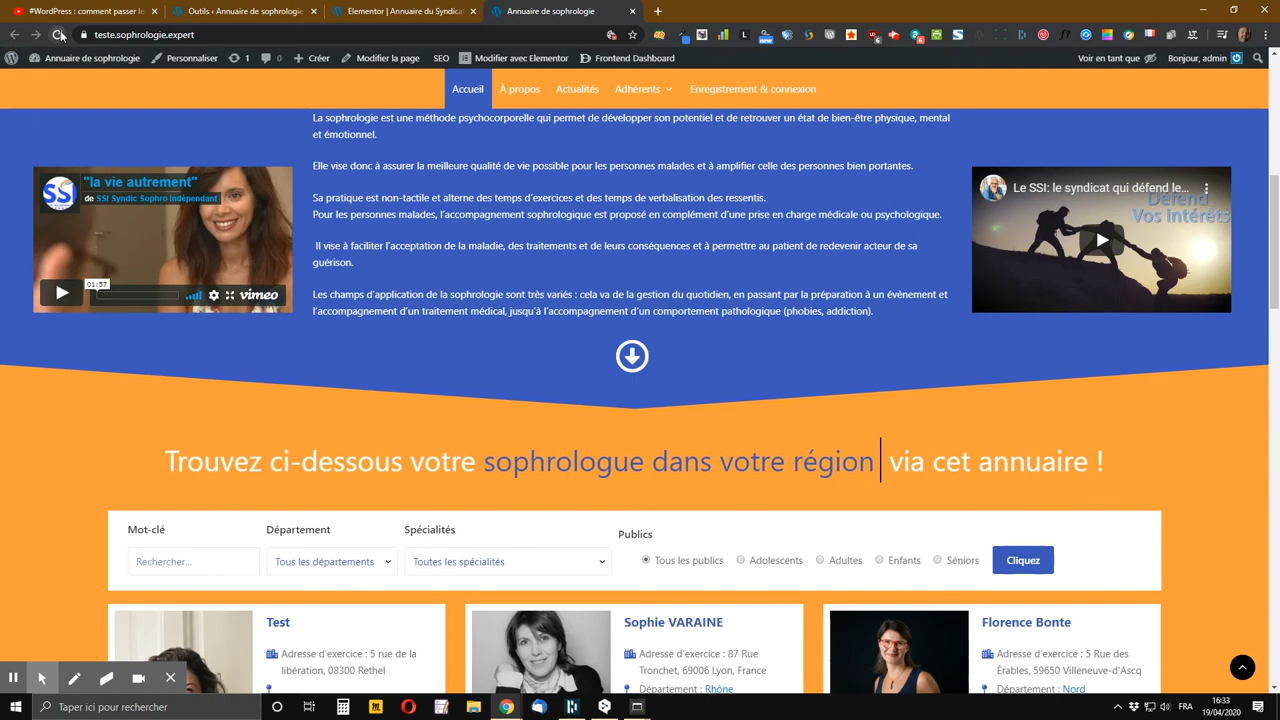 #WordPress : comment passer le
Outils ‹ Annuaire de sophrologie
Elementor | Annuaire du Syndica
Annuaire de sophrologie
test.sophrologie.expert
Annuaire de sophrologie Personnaliser 1 0 Créer Modifier la page SEO Modifier avec Elementor Frontend Dashboard Voir en tant que Bonjour, admin
Accueil À propos Actualités Adhérents Enregistrement & connexion
La sophrologie est une méthode psychocorporelle qui permet de développer son potentiel et de retrouver un état de bien-être physique, mental
et émotionnel.
Elle vise donc à assurer la meilleure qualité de vie possible pour les personnes malades et à amplifier celle des personnes bien portantes.
Sa pratique est non-tactile et alterne des temps d'exercices et des temps de verbalisation des ressentis.
Pour les personnes malades, l'accompagnement sophrologique est proposé en complément d'une prise en charge médicale ou psychologique.
Il vise à faciliter l'acceptation de la maladie, des traitements et de leurs conséquences et à permettre au patient de redevenir acteur de sa
guérison.
Les champs d'application de la sophrologie sont très variés : cela va de la gestion du quotidien, en passant par la préparation à un évènement et
l'accompagnement d'un traitement médical, jusqu'à l'accompagnement d'un comportement pathologique (phobies, addiction).
SSI
"la vie autrement"
de SSI Syndic Sophro Indépendant
01:57
vimeo
Le SSI: le syndicat qui défend le...
Défend
Vos intérêts
Trouvez ci-dessous votre sophrologue dans votre région via cet annuaire !
Mot-clé Département Spécialités Publics
Rechercher... Tous les départements Toutes les spécialités Tous les publics Adolescents Adultes Enfants Séniors Cliquez
Test
Adresse d'exercice : 5 rue de la
libération, 08300 Rethel
Sophie VARAINE
Adresse d'exercice : 87 Rue
Tronchet, 69006 Lyon, France
Département : Rhône
Florence Bonte
Adresse d'exercice : 5 Rue des
Érables, 59650 Villeneuve-d'Ascq
Département : Nord
Taper ici pour rechercher
FRA
16:33
19/04/2020